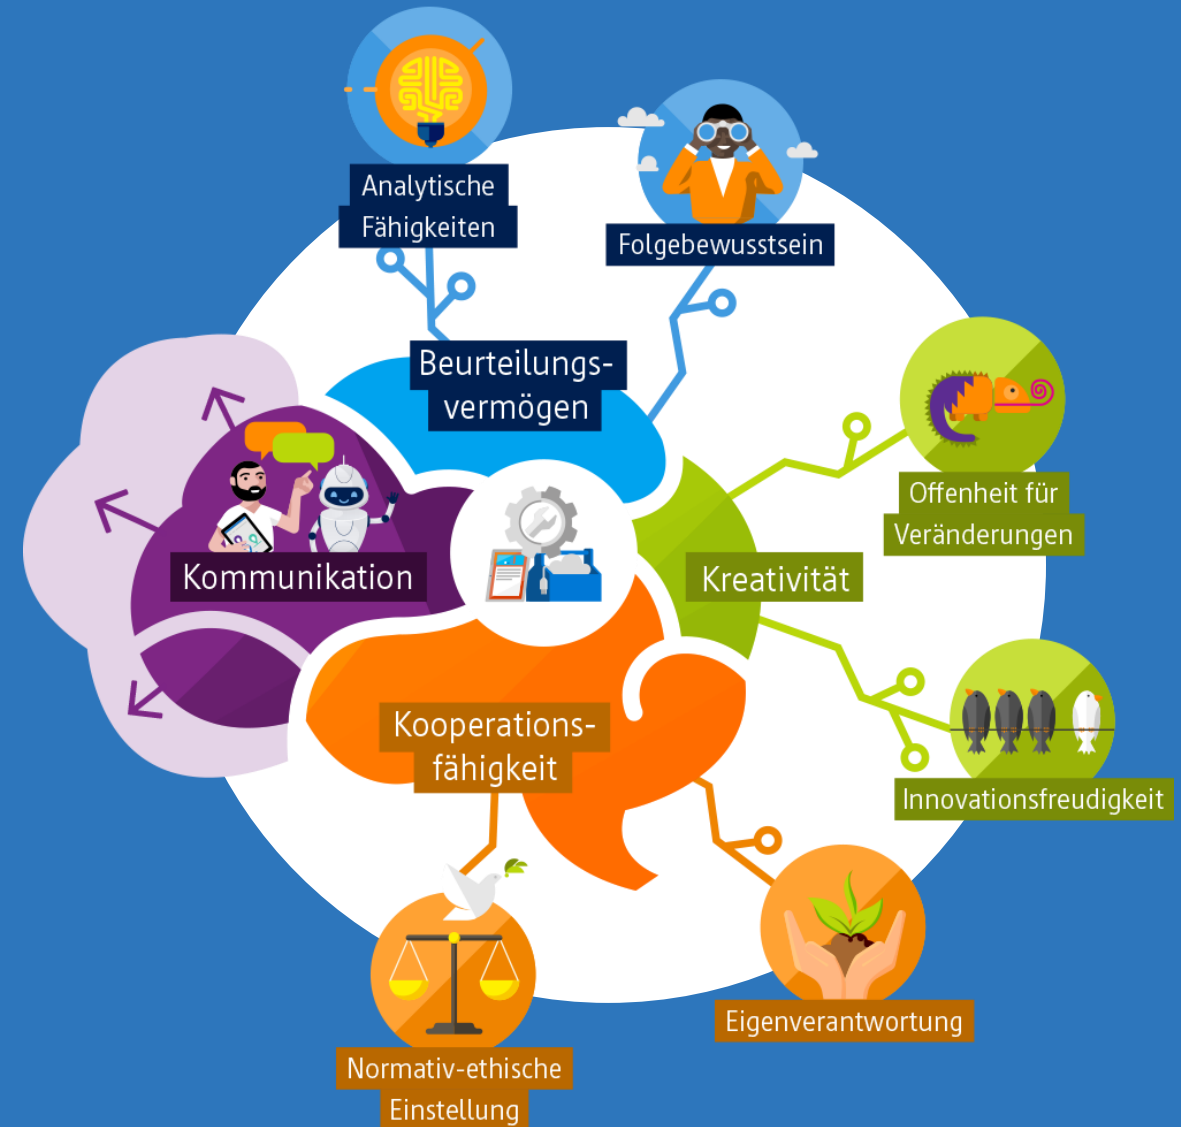 Analytische
Fähigkeiten
Folgebewusstsein
Beurteilungs-
vermögen
Offenheit für
Veränderungen
Kommunikation
Kreativität
Kooperations-
fähigkeit
Innovationsfreudigkeit
Eigenverantwortung
Normativ-ethische
Einstellung